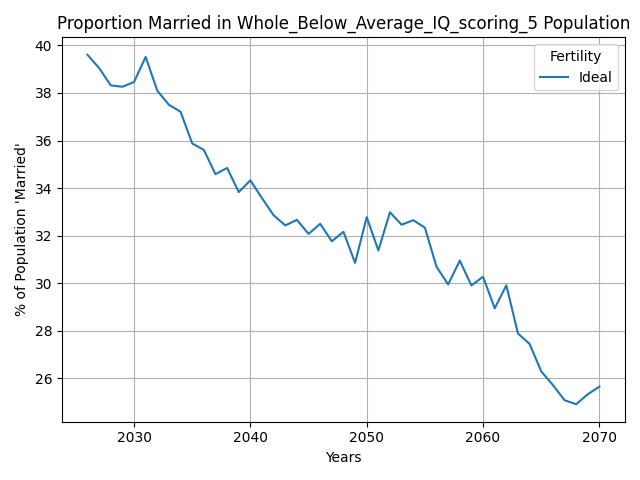 Proportion Married in Whole_Below_Average_IQ_scoring_5 Population
Fertility
Ideal
% of Population 'Married'
40
38
36
34
32
30
28
26
2030
2040
2050
2060
2070
Years